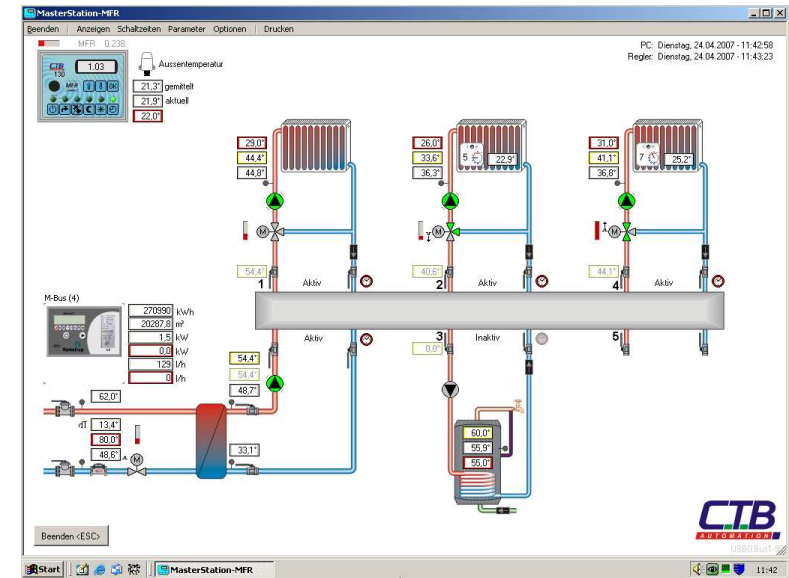 MasterStation-MFR
Beenden Anzeigen Schaltzeiten Parameter Optionen Drucken
MFR 0.238
PC: Dienstag, 24.04.2007 - 11:42:58
Regler: Dienstag, 24.04.2007 - 11:43:23
CTB
130
1.03
MFR
Aussentemperatur
21,3° gemittelt
21,9° aktuell
22,0°
29,0°
44,4°
44,8°
26,0°
33,6°
36,3°
5
22,9°
31,0°
41,1°
36,8°
7
25,2°
M
M
M
54,4°
1
Aktiv
40,6°
2
Aktiv
44,1°
4
Aktiv
M-Bus (4)
270990 kWh
20287,8 m³
1,5 kW
0,0 kW
129 l/h
0 l/h
Aktiv
3
Inaktiv
0,0°
5
54,4°
54,4°
48,7°
62,0°
rlT 13,4°
80,0°
48,6°
M
33,1°
60,0°
55,9°
55,0°
Beenden <ESC>
CTB
AUTOMATION
Start
MasterStation-MFR
11:42